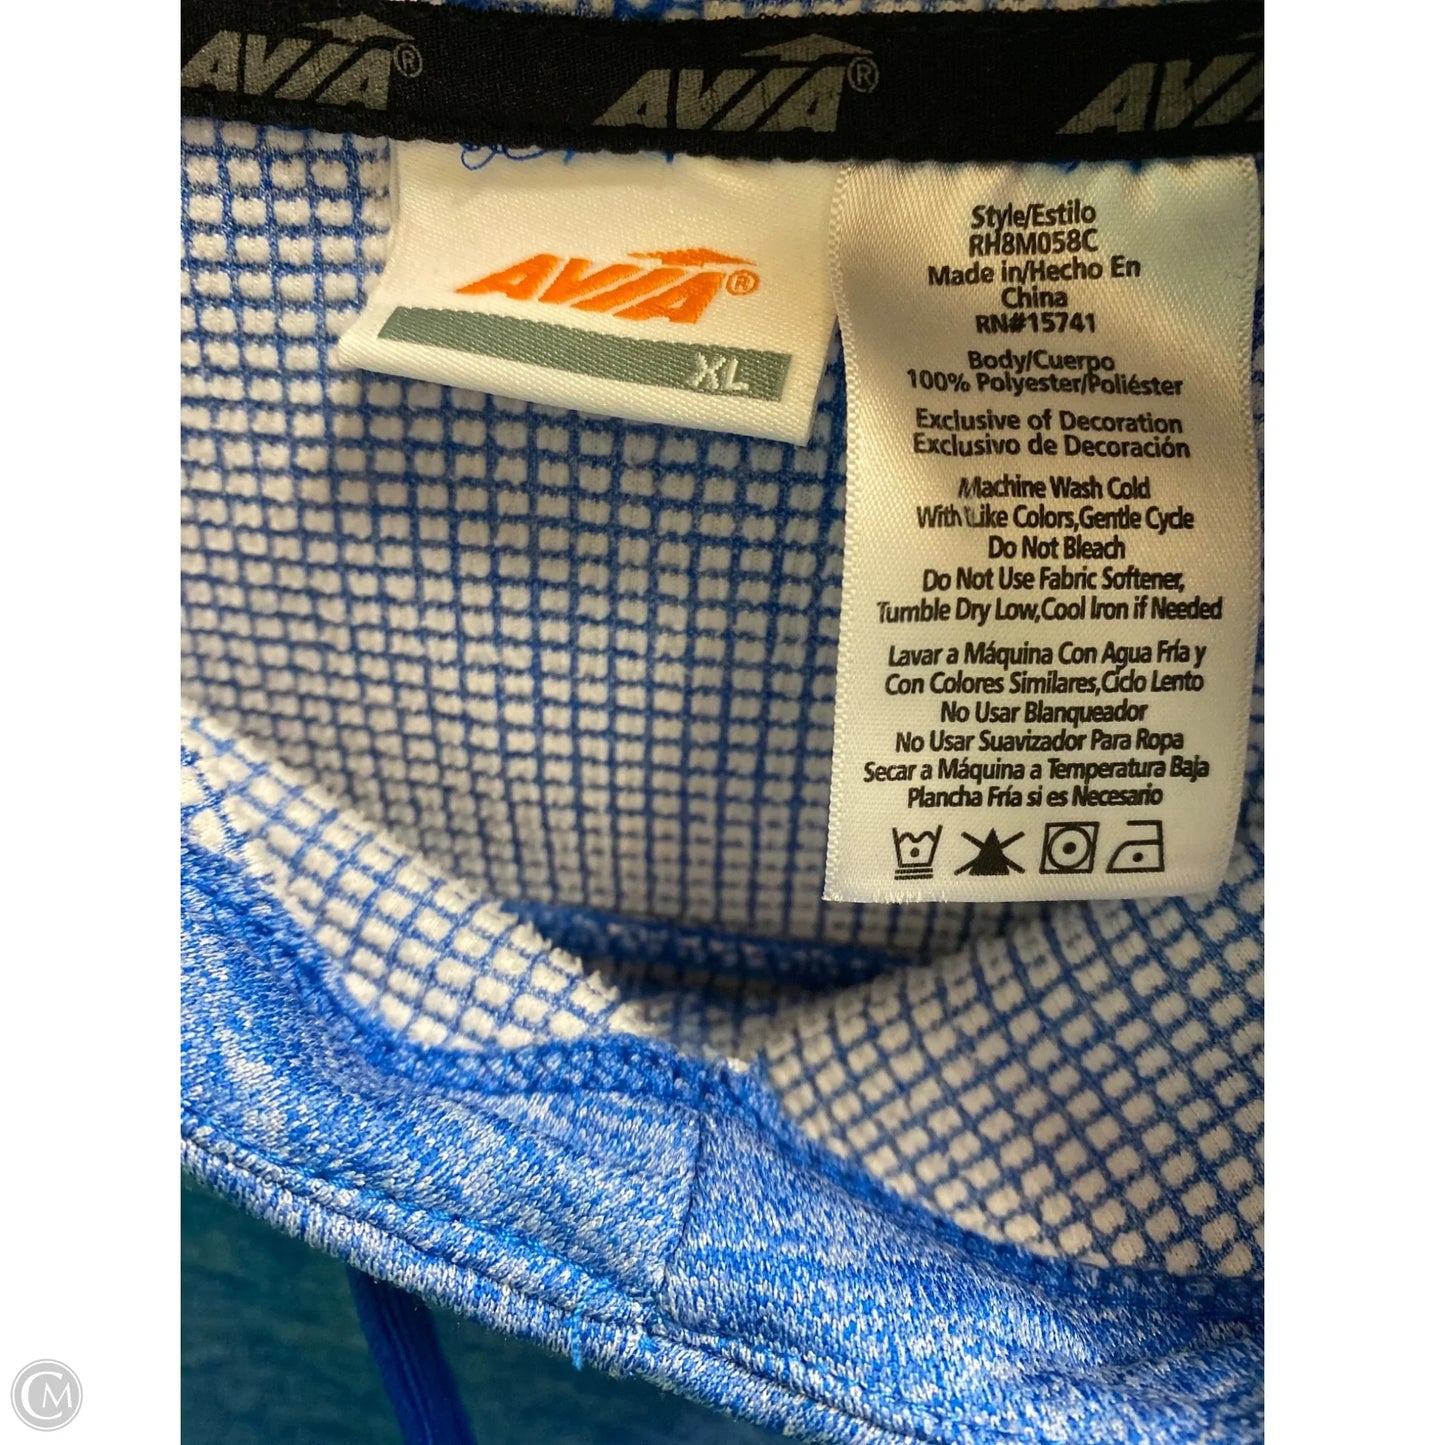 AVIA® AVIA® AVIA
AVIA®
XL
Style/Estilo
RH8M058C
Made in/Hecho En
China
RN#15741
Body/Cuerpo
100% Polyester/Poliéster
Exclusive of Decoration
Exclusivo de Decoración
Machine Wash Cold
With Like Colors,Gentle Cycle
Do Not Bleach
Do Not Use Fabric Softener,
Tumble Dry Low,Cool Iron if Needed
Lavar a Máquina Con Agua Fría y
Con Colores Similares,Ciclo Lento
No Usar Blanqueador
No Usar Suavizador Para Ropa
Secar a Máquina a Temperatura Baja
Plancha Fría si es Necesario
CM